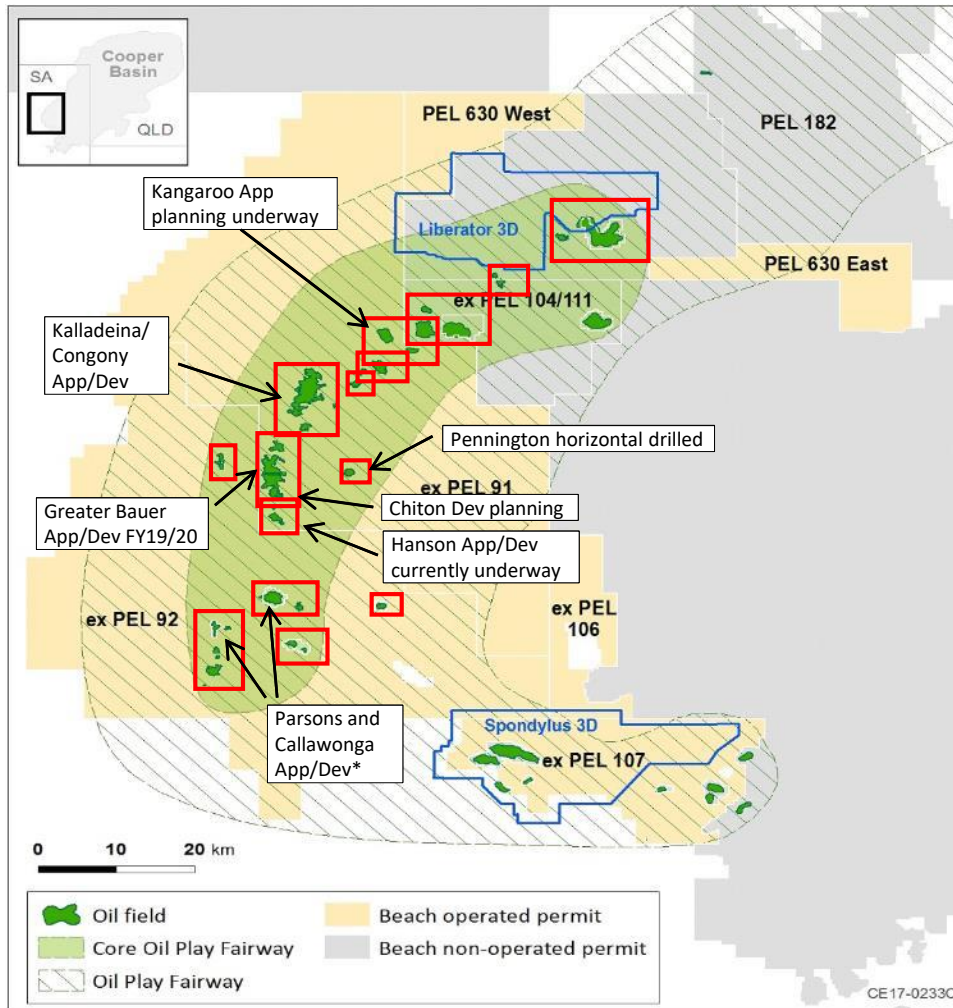 Cooper
Basin
SA
QLD
PEL 630 West
PEL 182
Kangaroo App
planning underway
Liberator 3D
PEL 630 East
ex PEL 104/111
Kalladeina/
Congony
App/Dev
Pennington horizontal drilled
ex PEL 91
Greater Bauer
App/Dev FY19/20
Chiton Dev planning
Hanson App/Dev
currently underway
ex PEL 92
ex PEL
106
Parsons and
Callawonga
App/Dev*
Spondylus 3D
ex PEL 107
0 10 20 km
Oil field
Core Oil Play Fairway
Oil Play Fairway
Beach operated permit
Beach non-operated permit
CE17-0233C